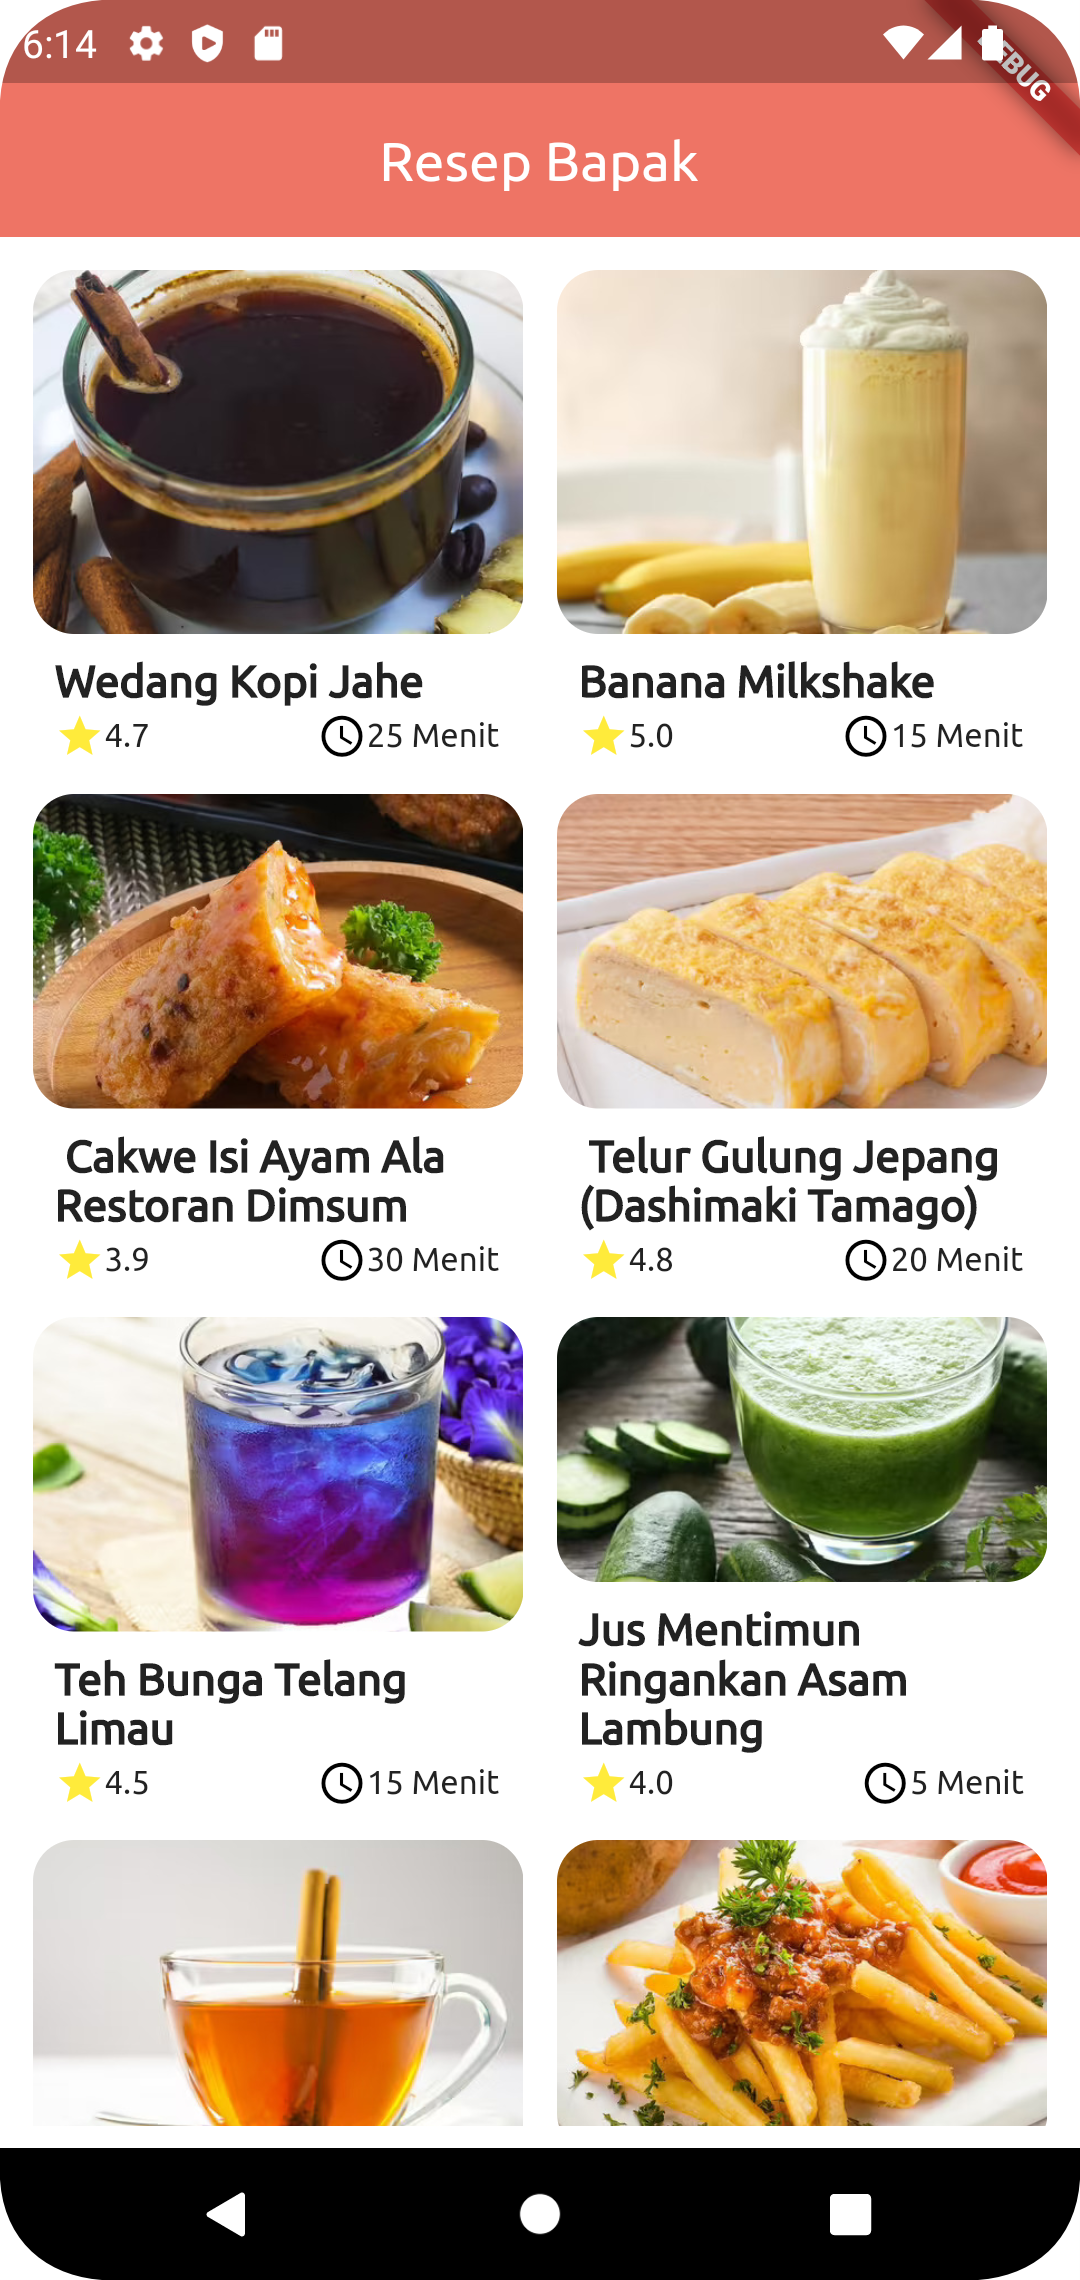 6:14
DEBUG
Resep Bapak
Wedang Kopi Jahe
4.7 25 Menit
Banana Milkshake
5.0 15 Menit
Cakwe Isi Ayam Ala
Restoran Dimsum
3.9 30 Menit
Telur Gulung Jepang
(Dashimaki Tamago)
4.8 20 Menit
Teh Bunga Telang
Limau
4.5 15 Menit
Jus Mentimun
Ringankan Asam
Lambung
4.0 5 Menit